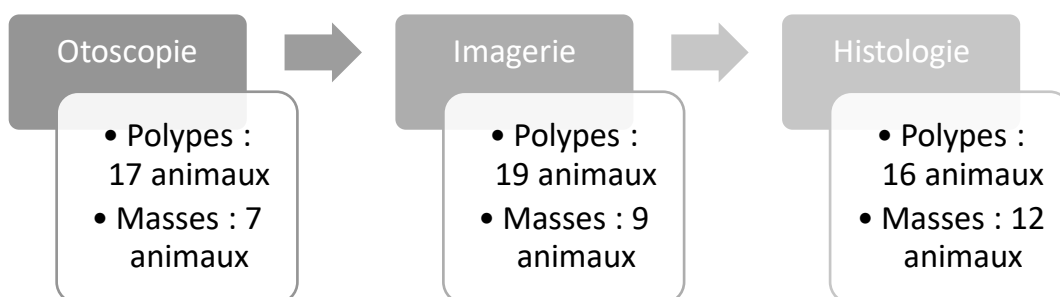 Otoscopie
• Polypes :
17 animaux
• Masses : 7
animaux
Imagerie
• Polypes :
19 animaux
• Masses : 9
animaux
Histologie
• Polypes :
16 animaux
• Masses : 12
animaux